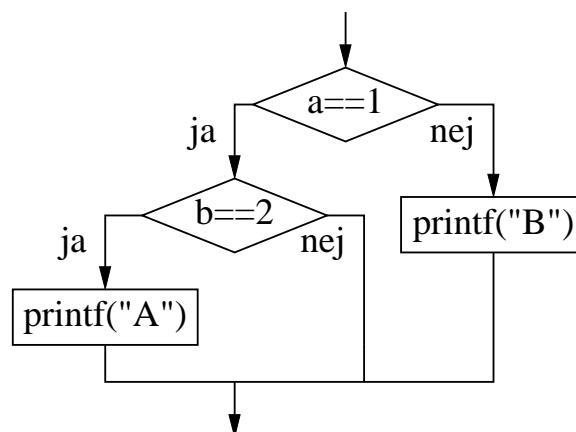 a==1
ja
nej
b==2
printf("B")
ja
nej
printf("A")